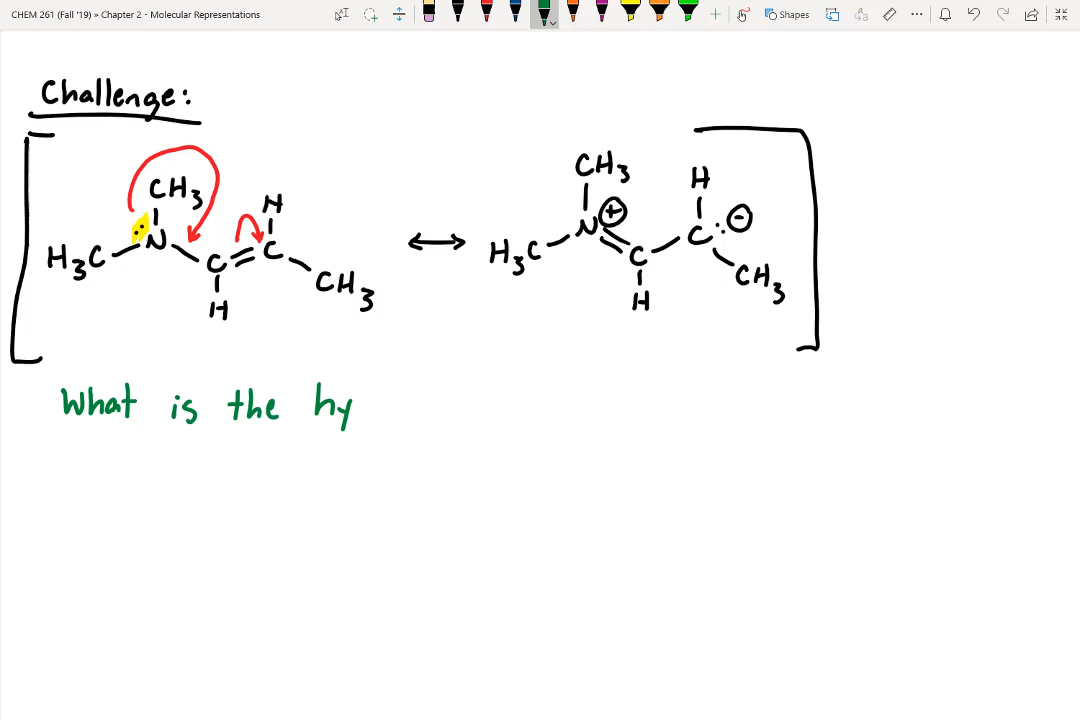 CHEM 261 (Fall '19) » Chapter 2 - Molecular Representations
Shapes
Challenge:
CH3
H
H3C N C C CH3
H
CH3
H
H3C N + C C : - CH3
H
What is the hy